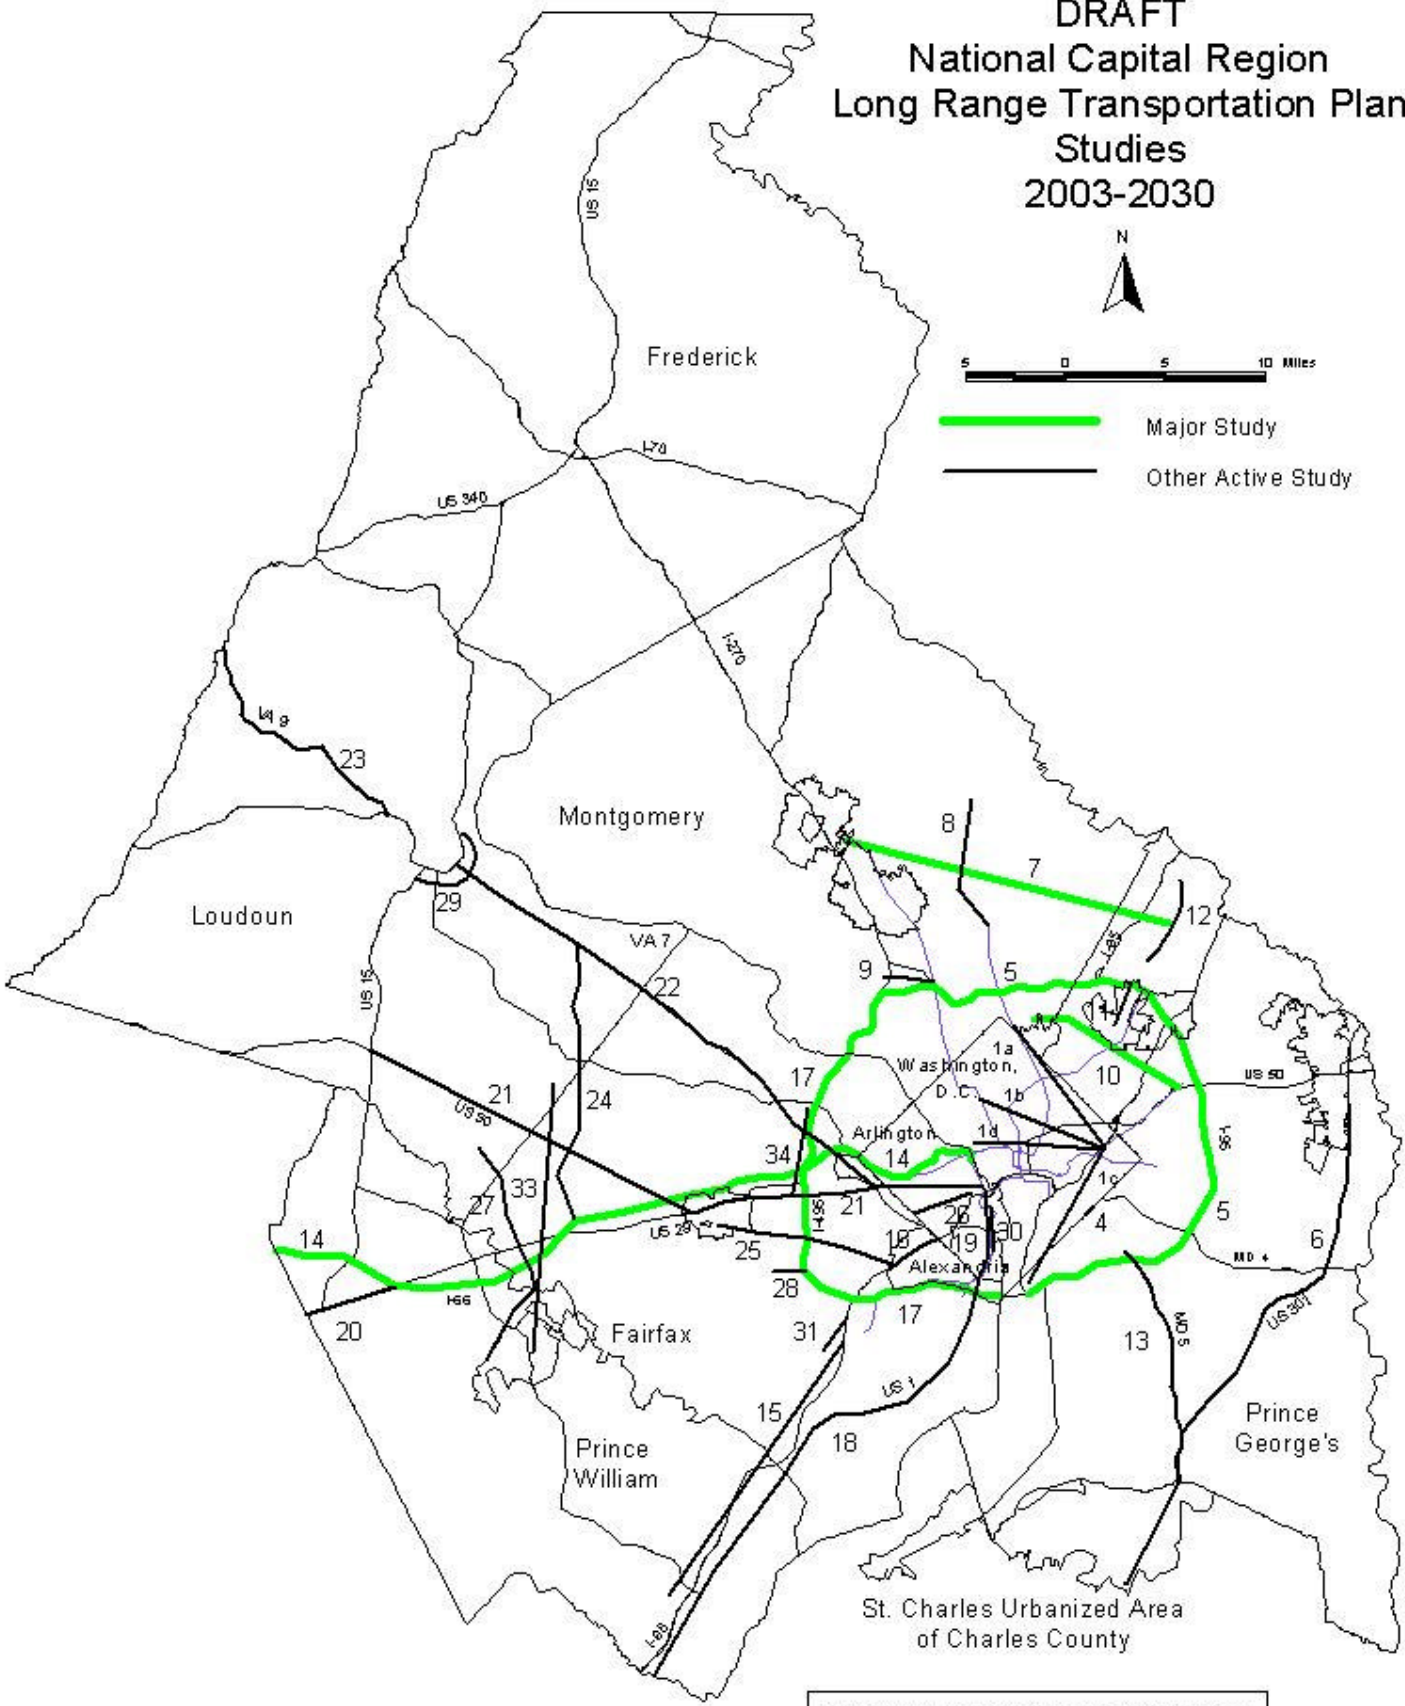 DRAFT
National Capital Region
Long Range Transportation Plan
Studies
2003-2030
N
5 0 5 10 Miles
Major Study
Other Active Study
US 15
Frederick
I-70
US 340
I-270
VA 9
23
Montgomery
8
7
Loudoun
29
12
VA 7
I-95
9
5
22
US 15
11
1a
Washington,
D.C.
17
10
US 50
1b
21
US 50
24
Arlington
1d
I-95
34
14
1c
33
27
21
I-495
26
4
5
6
US 29
25
16
19
30
14
MD 4
Alexandria
28
I-66
17
US 301
20
Fairfax
31
13
MD 5
US 1
15
18
Prince
George's
Prince
William
St. Charles Urbanized Area
of Charles County
I-95